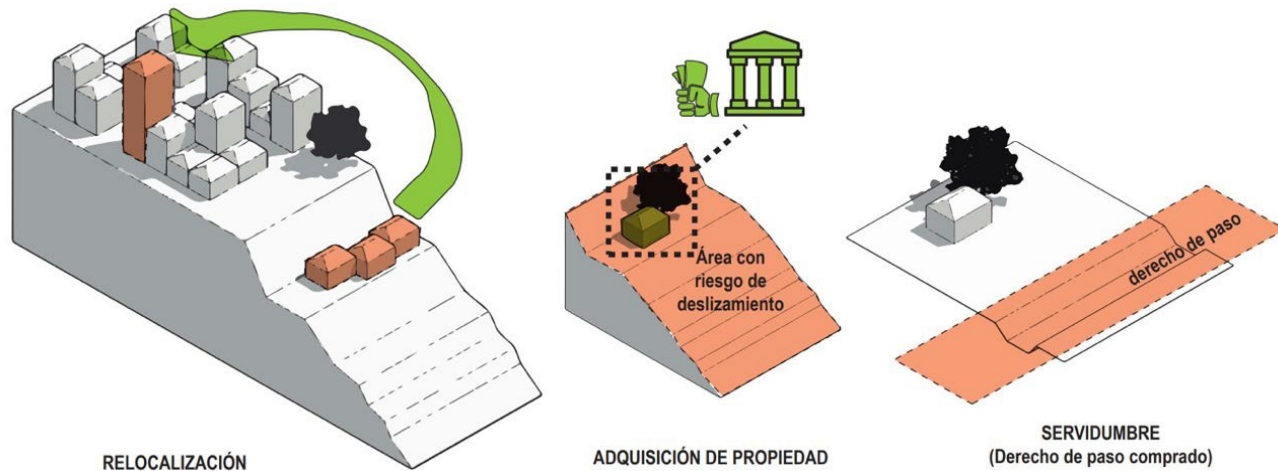 Área con
riesgo de
deslizamiento
derecho de paso
RELOCALIZACIÓN
ADQUISICIÓN DE PROPIEDAD
SERVIDUMBRE
(Derecho de paso comprado)